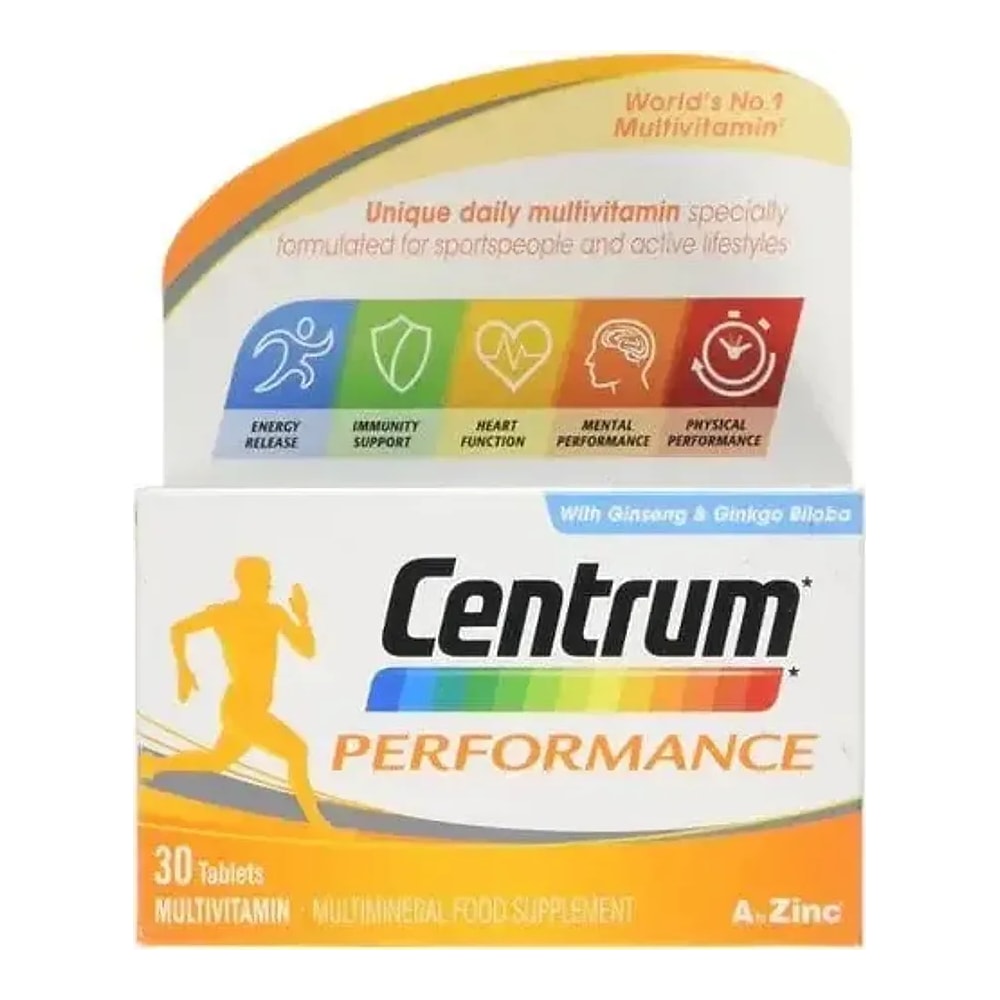 World's No.1
Multivitamin
Unique daily multivitamin specially
formulated for sportspeople and active lifestyles
ENERGY RELEASE
IMMUNITY SUPPORT
HEART FUNCTION
MENTAL PERFORMANCE
PHYSICAL PERFORMANCE
With Ginseng & Ginkgo Biloba
Centrum*
*
PERFORMANCE
30 Tablets
MULTIVITAMIN · MULTIMINERAL FOOD SUPPLEMENT
A to Zinc